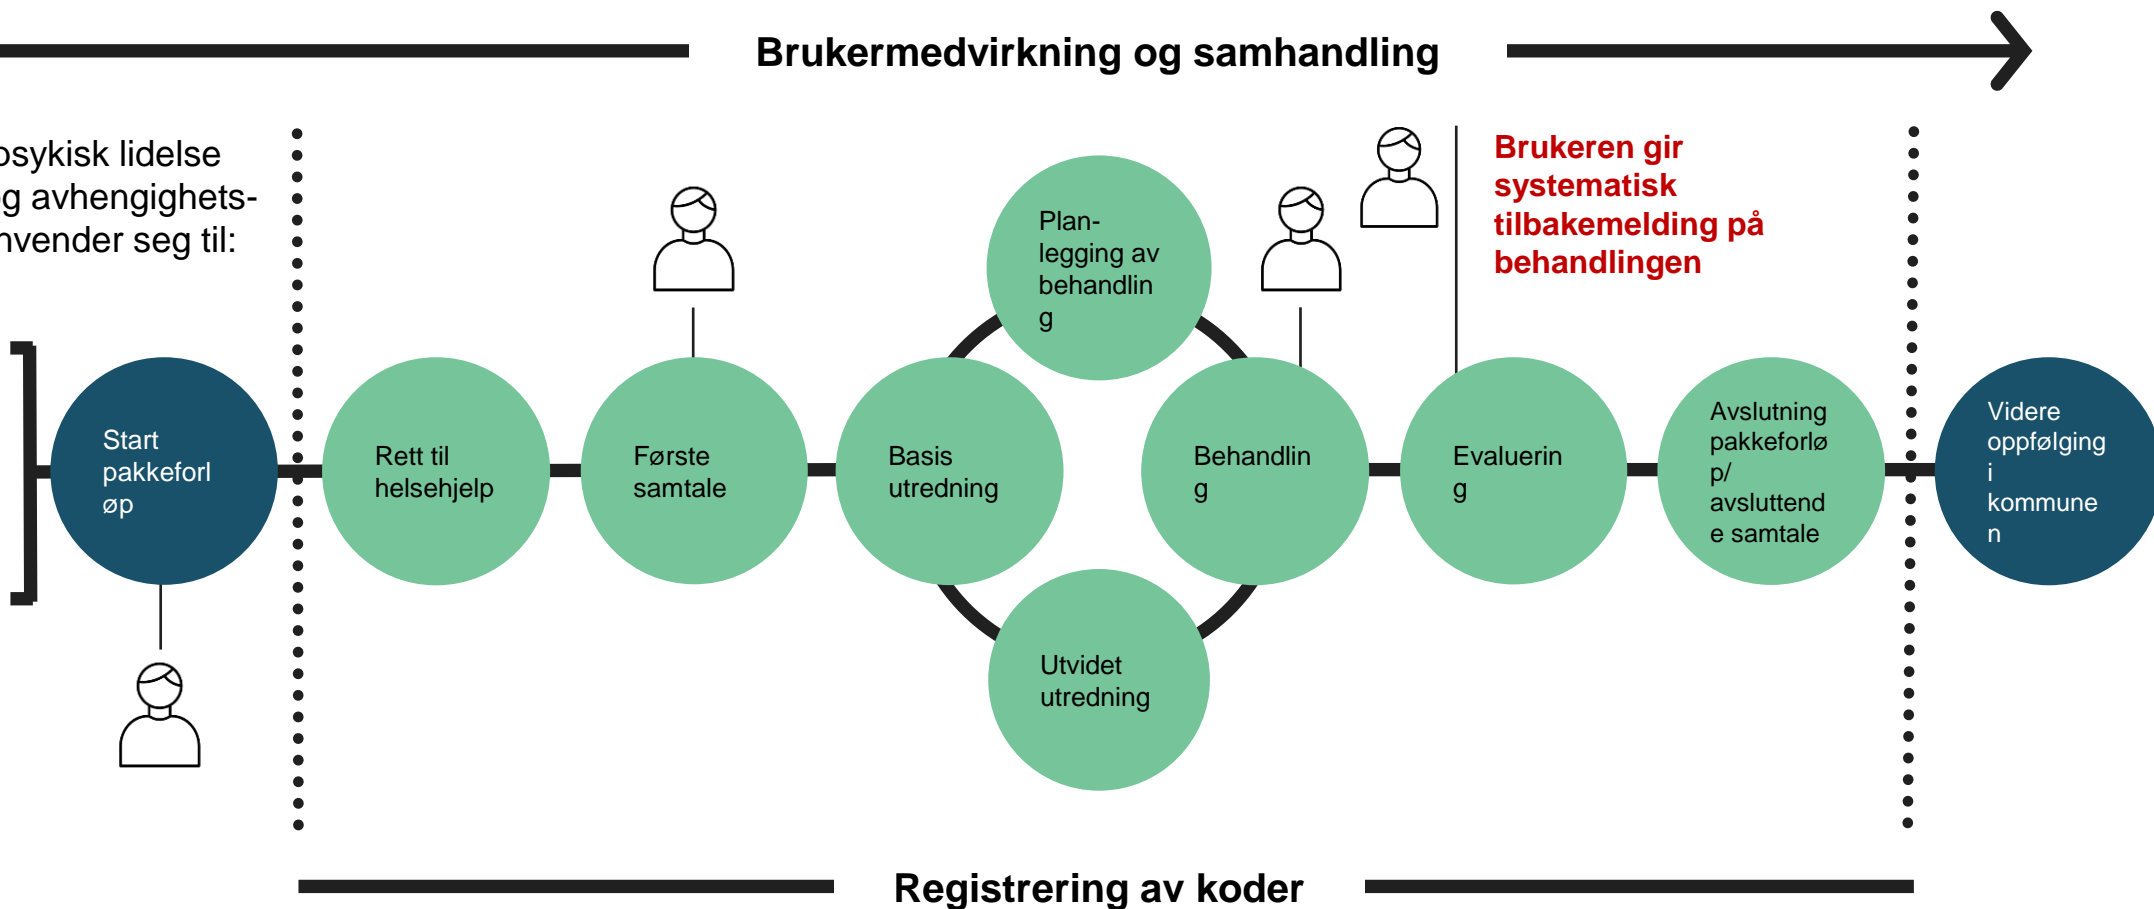 Brukermedvirkning og samhandling
psykisk lidelse
og avhengighets-
nvender seg til:
Brukeren gir
systematisk
tilbakemelding på
behandlingen
Start
pakkeforl
øp
Rett til
helsehjelp
Første
samtale
Basis
utredning
Plan-
legging av
behandlin
g
Utvidet
utredning
Behandlin
g
Evaluerin
g
Avslutning
pakkeforlø
p/
avsluttend
e samtale
Videre
oppfølging
i
kommune
n
Registrering av koder